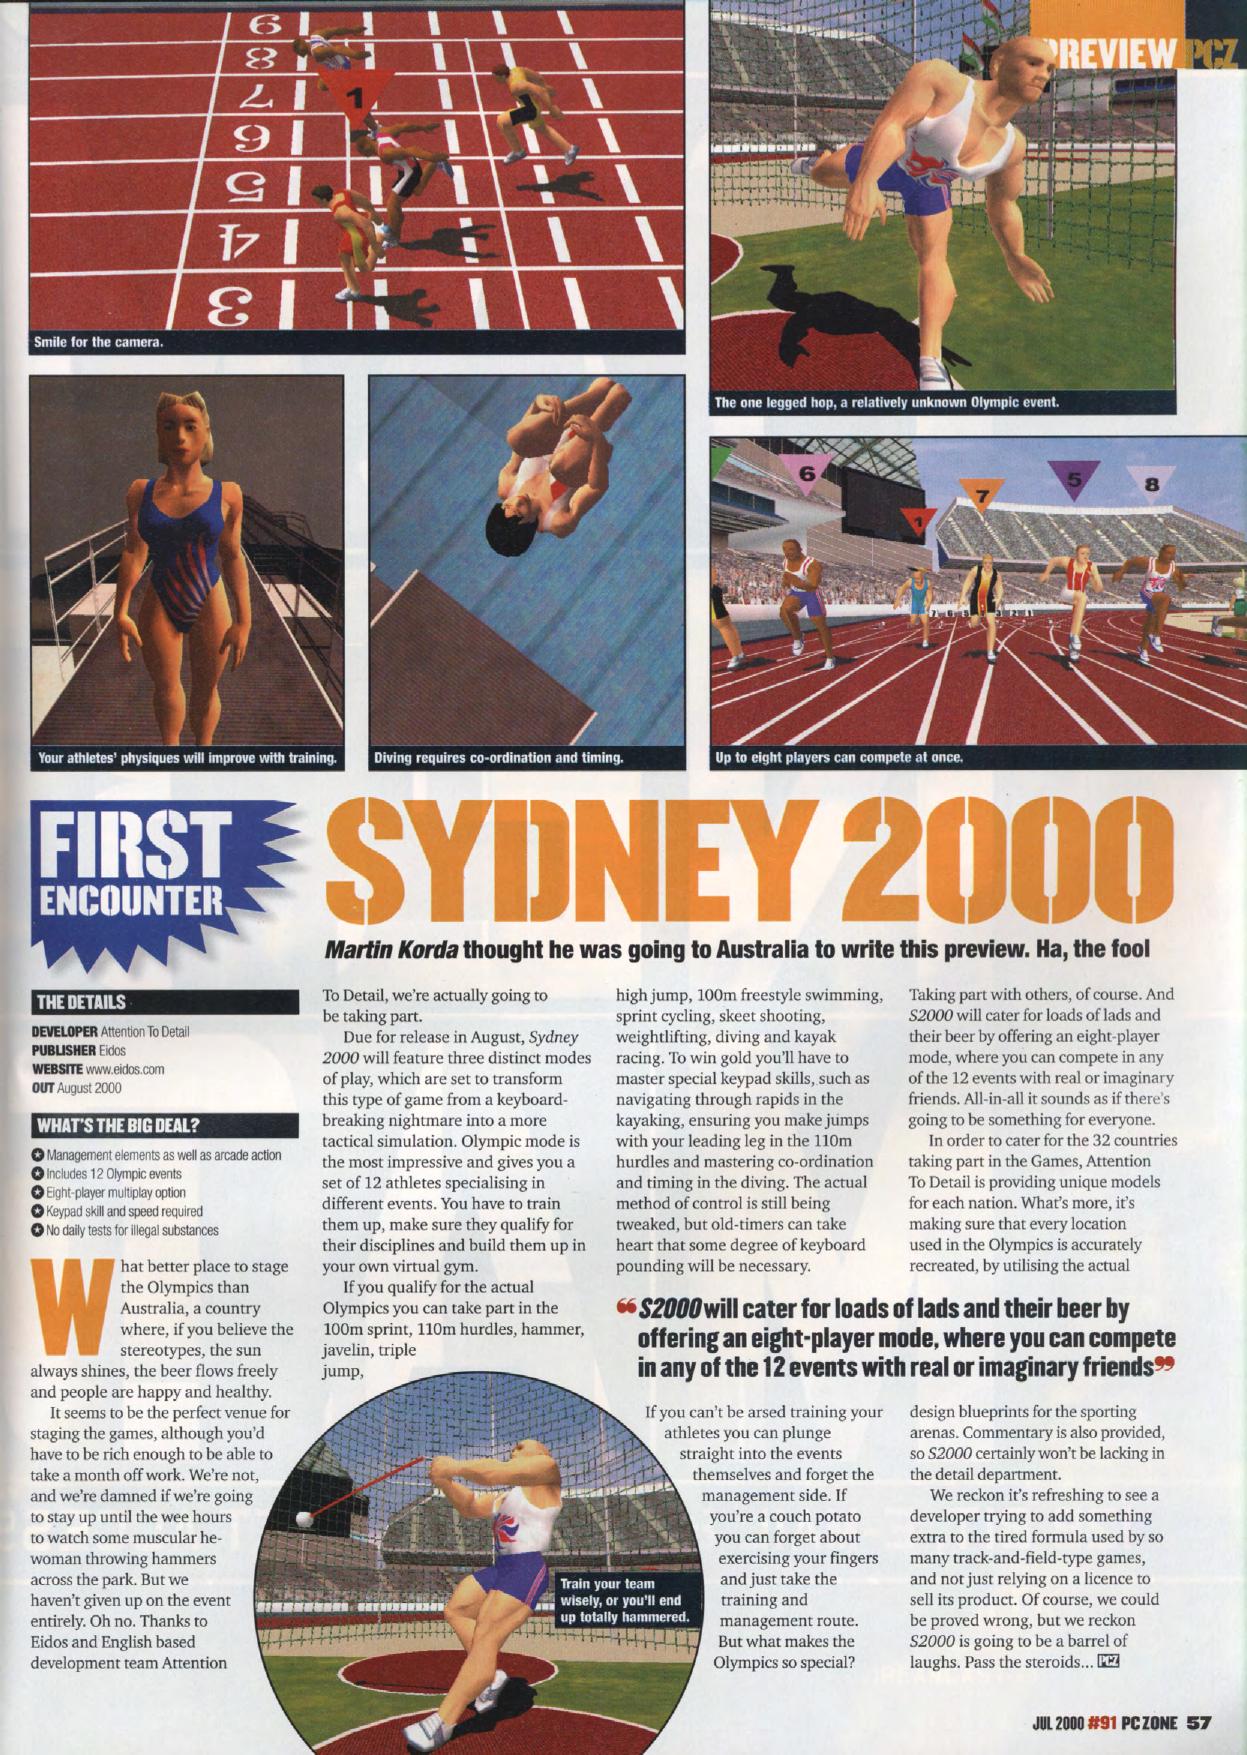 PREVIEW PCZ
9
8
7
6
5
4
3
1
Smile for the camera.
The one legged hop, a relatively unknown Olympic event.
Your athletes' physiques will improve with training.
Diving requires co-ordination and timing.
6
1
7
5
8
Up to eight players can compete at once.
FIRST
ENCOUNTER
SYDNEY 2000
Martin Korda thought he was going to Australia to write this preview. Ha, the fool
THE DETAILS
DEVELOPER Attention To Detail
PUBLISHER Eidos
WEBSITE www.eidos.com
OUT August 2000
WHAT'S THE BIG DEAL?
Management elements as well as arcade action
Includes 12 Olympic events
Eight-player multiplay option
Keypad skill and speed required
No daily tests for illegal substances
What better place to stage
the Olympics than
Australia, a country
where, if you believe the
stereotypes, the sun
always shines, the beer flows freely
and people are happy and healthy.
It seems to be the perfect venue for
staging the games, although you'd
have to be rich enough to be able to
take a month off work. We're not,
and we're damned if we're going
to stay up until the wee hours
to watch some muscular he-
woman throwing hammers
across the park. But we
haven't given up on the event
entirely. Oh no. Thanks to
Eidos and English based
development team Attention
To Detail, we're actually going to
be taking part.
Due for release in August, Sydney
2000 will feature three distinct modes
of play, which are set to transform
this type of game from a keyboard-
breaking nightmare into a more
tactical simulation. Olympic mode is
the most impressive and gives you a
set of 12 athletes specialising in
different events. You have to train
them up, make sure they qualify for
their disciplines and build them up in
your own virtual gym.
If you qualify for the actual
Olympics you can take part in the
100m sprint, 110m hurdles, hammer,
javelin, triple
jump,
Train your team
wisely, or you'll end
up totally hammered.
high jump, 100m freestyle swimming,
sprint cycling, skeet shooting,
weightlifting, diving and kayak
racing. To win gold you'll have to
master special keypad skills, such as
navigating through rapids in the
kayaking, ensuring you make jumps
with your leading leg in the 110m
hurdles and mastering co-ordination
and timing in the diving. The actual
method of control is still being
tweaked, but old-timers can take
heart that some degree of keyboard
pounding will be necessary.
“S2000 will cater for loads of lads and their beer by
offering an eight-player mode, where you can compete
in any of the 12 events with real or imaginary friends”
If you can't be arsed training your
athletes you can plunge
straight into the events
themselves and forget the
management side. If
you're a couch potato
you can forget about
exercising your fingers
and just take the
training and
management route.
But what makes the
Olympics so special?
Taking part with others, of course. And
S2000 will cater for loads of lads and
their beer by offering an eight-player
mode, where you can compete in any
of the 12 events with real or imaginary
friends. All-in-all it sounds as if there's
going to be something for everyone.
In order to cater for the 32 countries
taking part in the Games, Attention
To Detail is providing unique models
for each nation. What's more, it's
making sure that every location
used in the Olympics is accurately
recreated, by utilising the actual
design blueprints for the sporting
arenas. Commentary is also provided,
so S2000 certainly won't be lacking in
the detail department.
We reckon it's refreshing to see a
developer trying to add something
extra to the tired formula used by so
many track-and-field-type games,
and not just relying on a licence to
sell its product. Of course, we could
be proved wrong, but we reckon
S2000 is going to be a barrel of
laughs. Pass the steroids... PCZ
JUL 2000 #91 PC ZONE 57